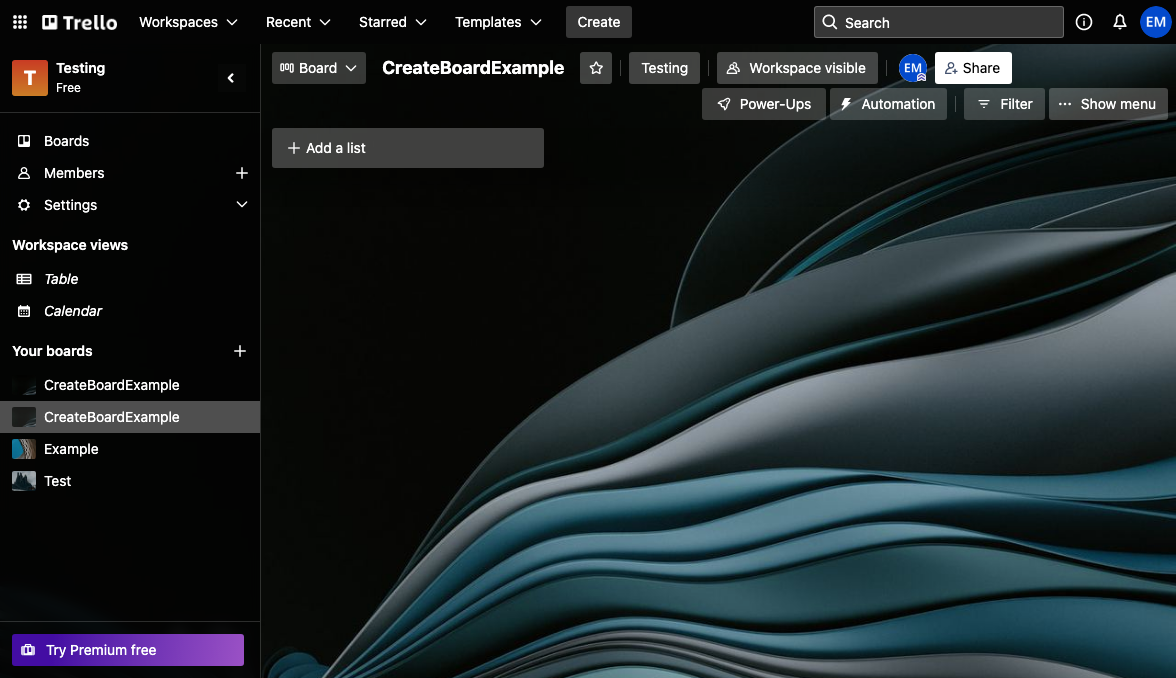 Trello Workspaces Recent Starred Templates Create Search EM
T Testing
Free
Board CreateBoardExample Testing Workspace visible EM Share
Power-Ups Automation Filter Show menu
Add a list
Boards
Members
Settings
Workspace views
Table
Calendar
Your boards
CreateBoardExample
CreateBoardExample
Example
Test
Try Premium free